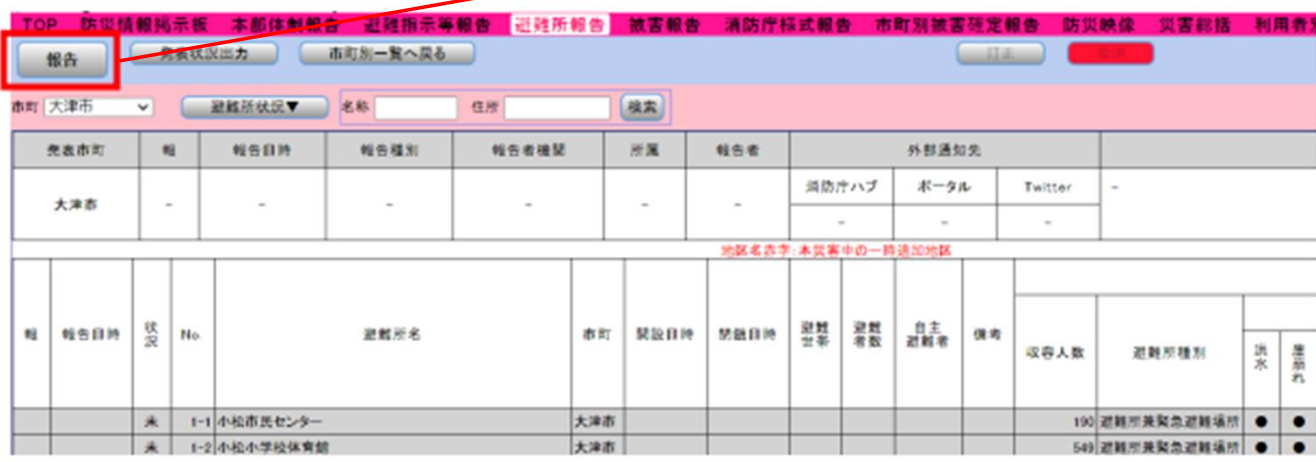 TOP 防災情報掲示板 本部体制報告 避難指示等報告 避難所報告 被害報告 消防庁様式報告 市町別被害確定報告 防災映像 災害総括 利用者
報告 発表状況出力 市町別一覧へ戻る 訂正
市町 大津市 避難所状況▼ 名称 住所 検索
発表市町 報 報告日時 報告種別 報告者機関 所属 報告者 外部通知先
大津市 - - - - - - 消防庁ハブ ポータル Twitter -
- - -
地区名赤字:本災害中の一時追加地区
報 報告日時 状況 No. 避難所名 市町 開設日時 閉鎖日時 避難世帯 避難者数 自主避難者 備考 収容人数 避難所種別 洪水 崖崩れ
未 1-1 小松市民センター 大津市 190 避難所兼緊急避難場所 ● ●
未 1-2 小松小学校体育館 大津市 549 避難所兼緊急避難場所 ● ●